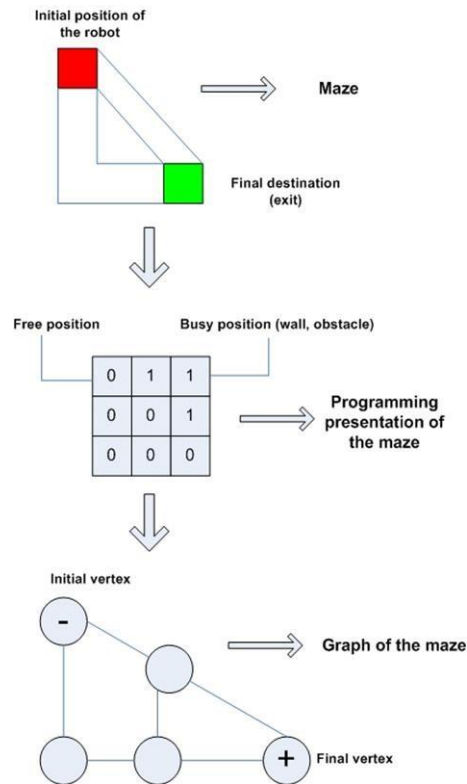 Initial position of
the robot
Maze
Final destination
(exit)
Free position
Busy position (wall, obstacle)
0 1 1
0 0 1
0 0 0
Programming
presentation of
the maze
Initial vertex
-
Graph of the maze
+
Final vertex